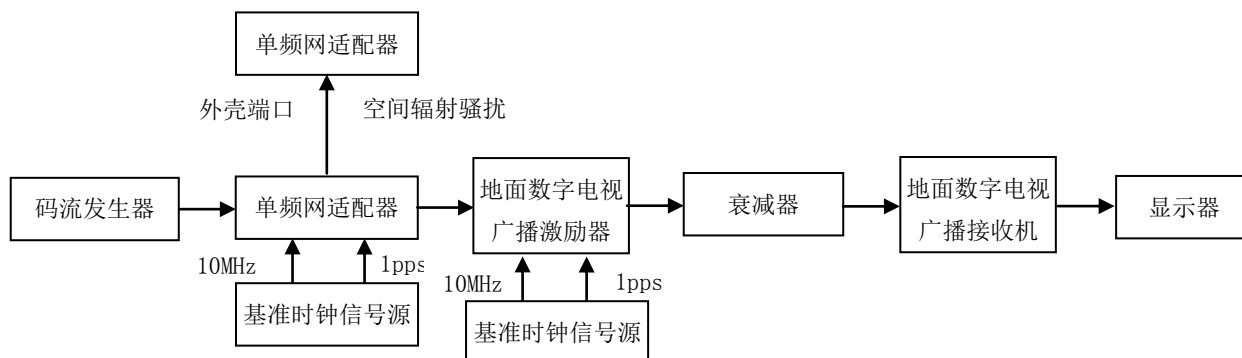 单频网适配器
外壳端口 空间辐射骚扰
码流发生器
单频网适配器
地面数字电视
广播激励器
衰减器
地面数字电视
广播接收机
显示器
10MHz 1pps
10MHz 1pps
基准时钟信号源
基准时钟信号源